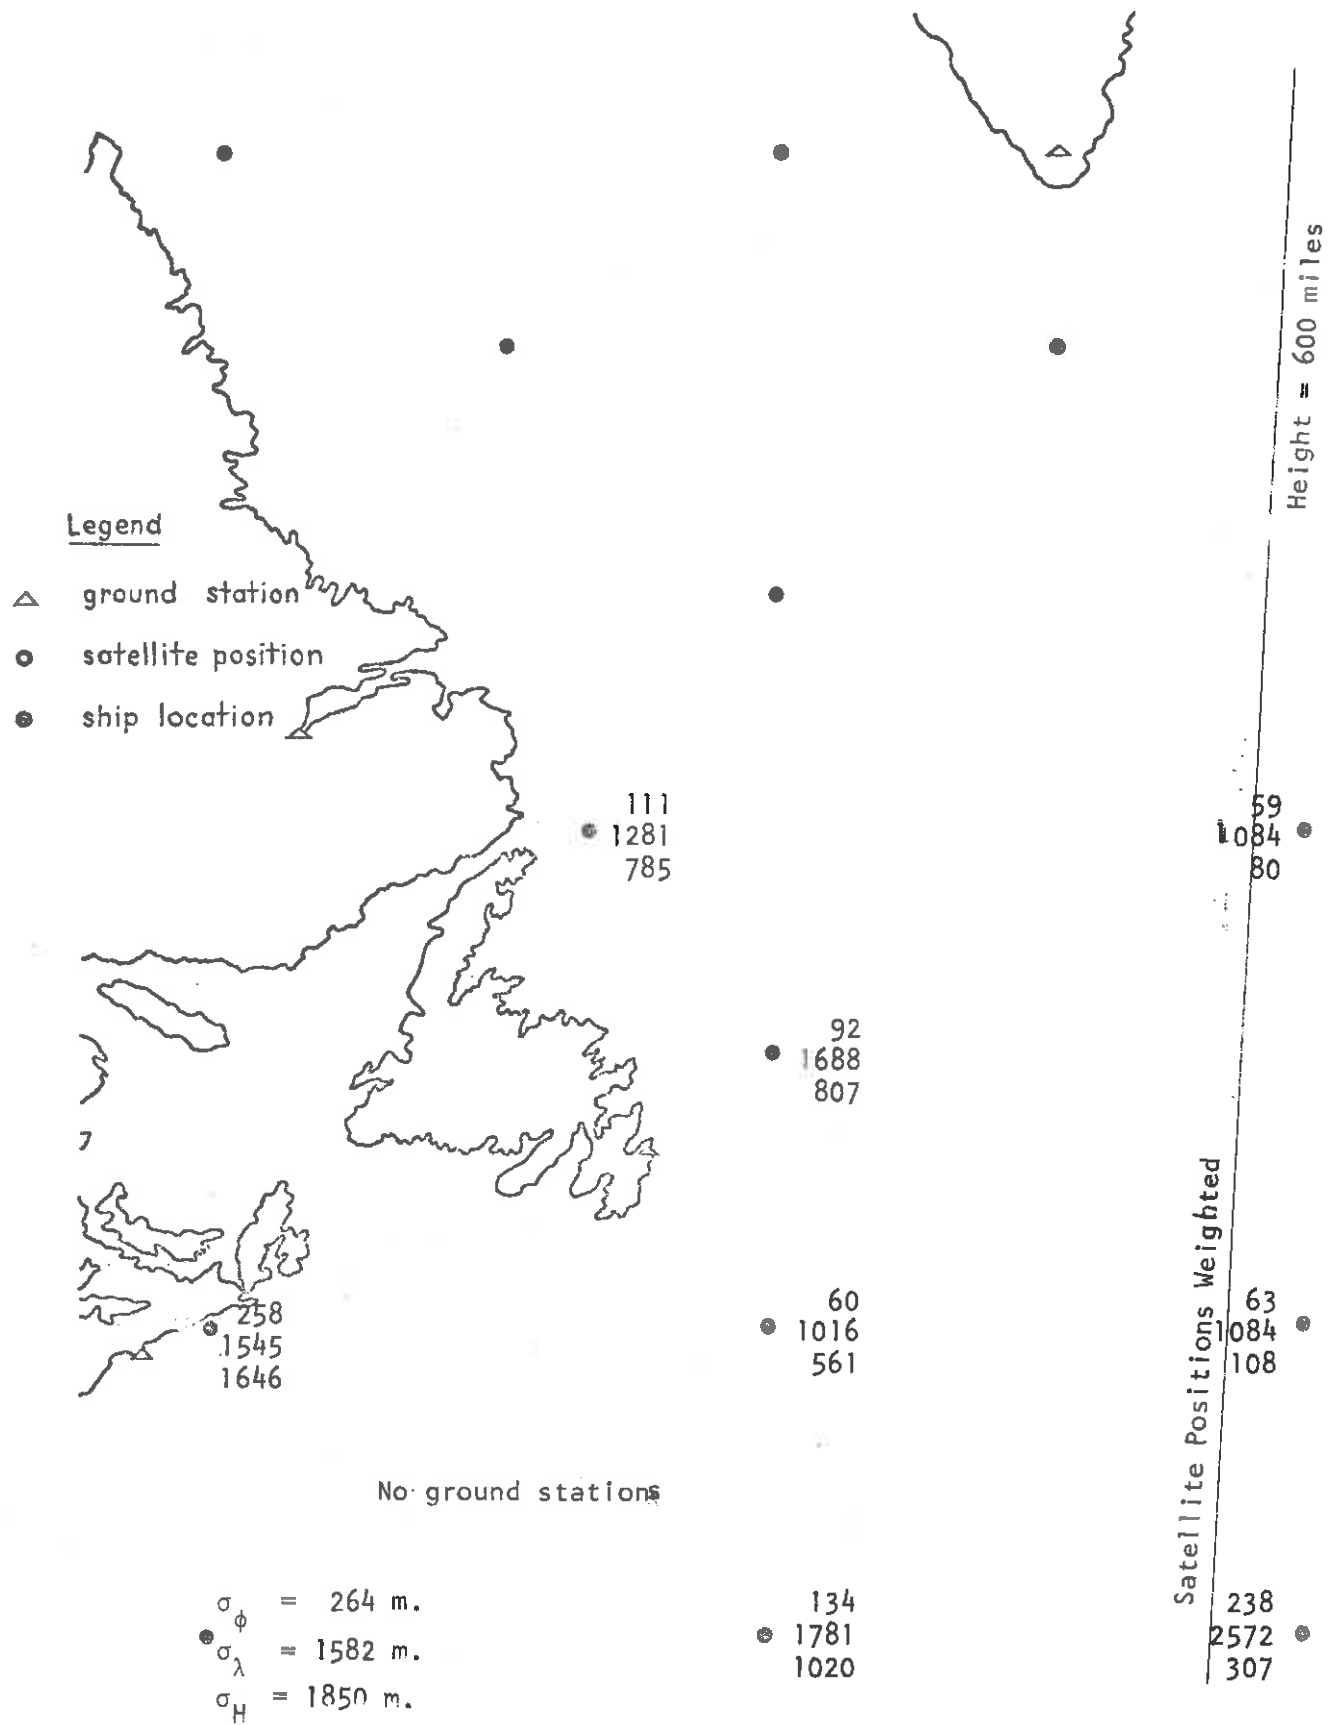 Height = 600 miles
Legend
ground station
satellite position
ship location
111
1281
785
59
1084
80
92
1688
807
258
1545
1646
60
1016
561
63
1084
108
Satellite Positions Weighted
No ground stations
σφ = 264 m.
σλ = 1582 m.
σH = 1850 m.
134
1781
1020
238
2572
307